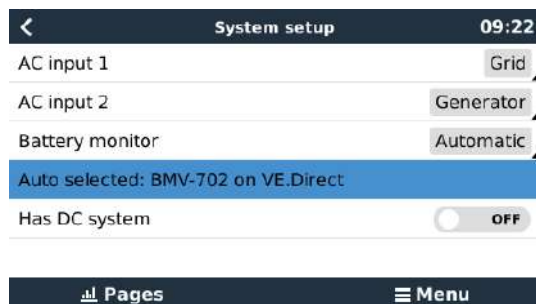 System setup 09:22
AC input 1 Grid
AC input 2 Generator
Battery monitor Automatic
Auto selected: BMV-702 on VE.Direct
Has DC system OFF
Pages Menu